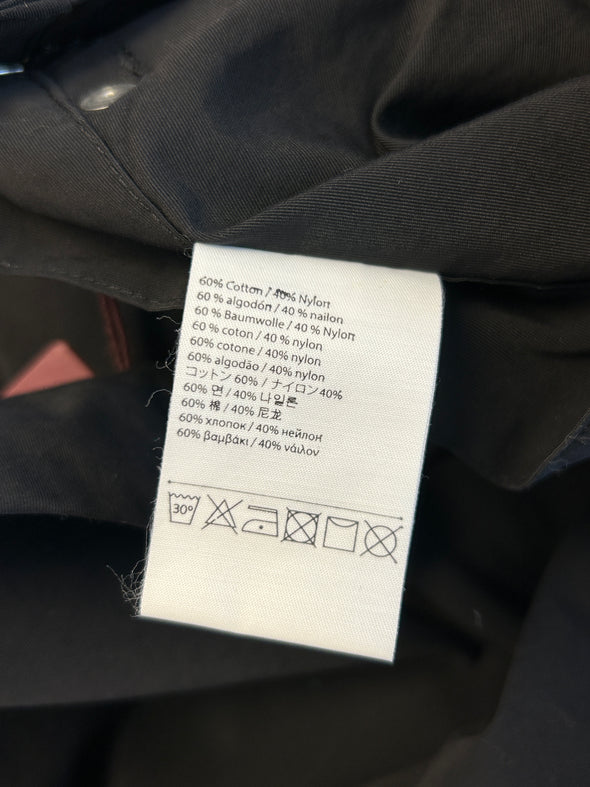 60% Cotton / 40% Nylon
60 % algodón / 40 % nailon
60 % Baumwolle / 40 % Nylon
60 % coton / 40 % nylon
60% cotone / 40% nylon
60% algodão / 40% nylon
コットン 60% / ナイロン40%
60% 면 / 40% 나일론
60% 棉 / 40% 尼龙
60% хлопок / 40% нейлон
60% βαμβάκι / 40% νάιλον
30°